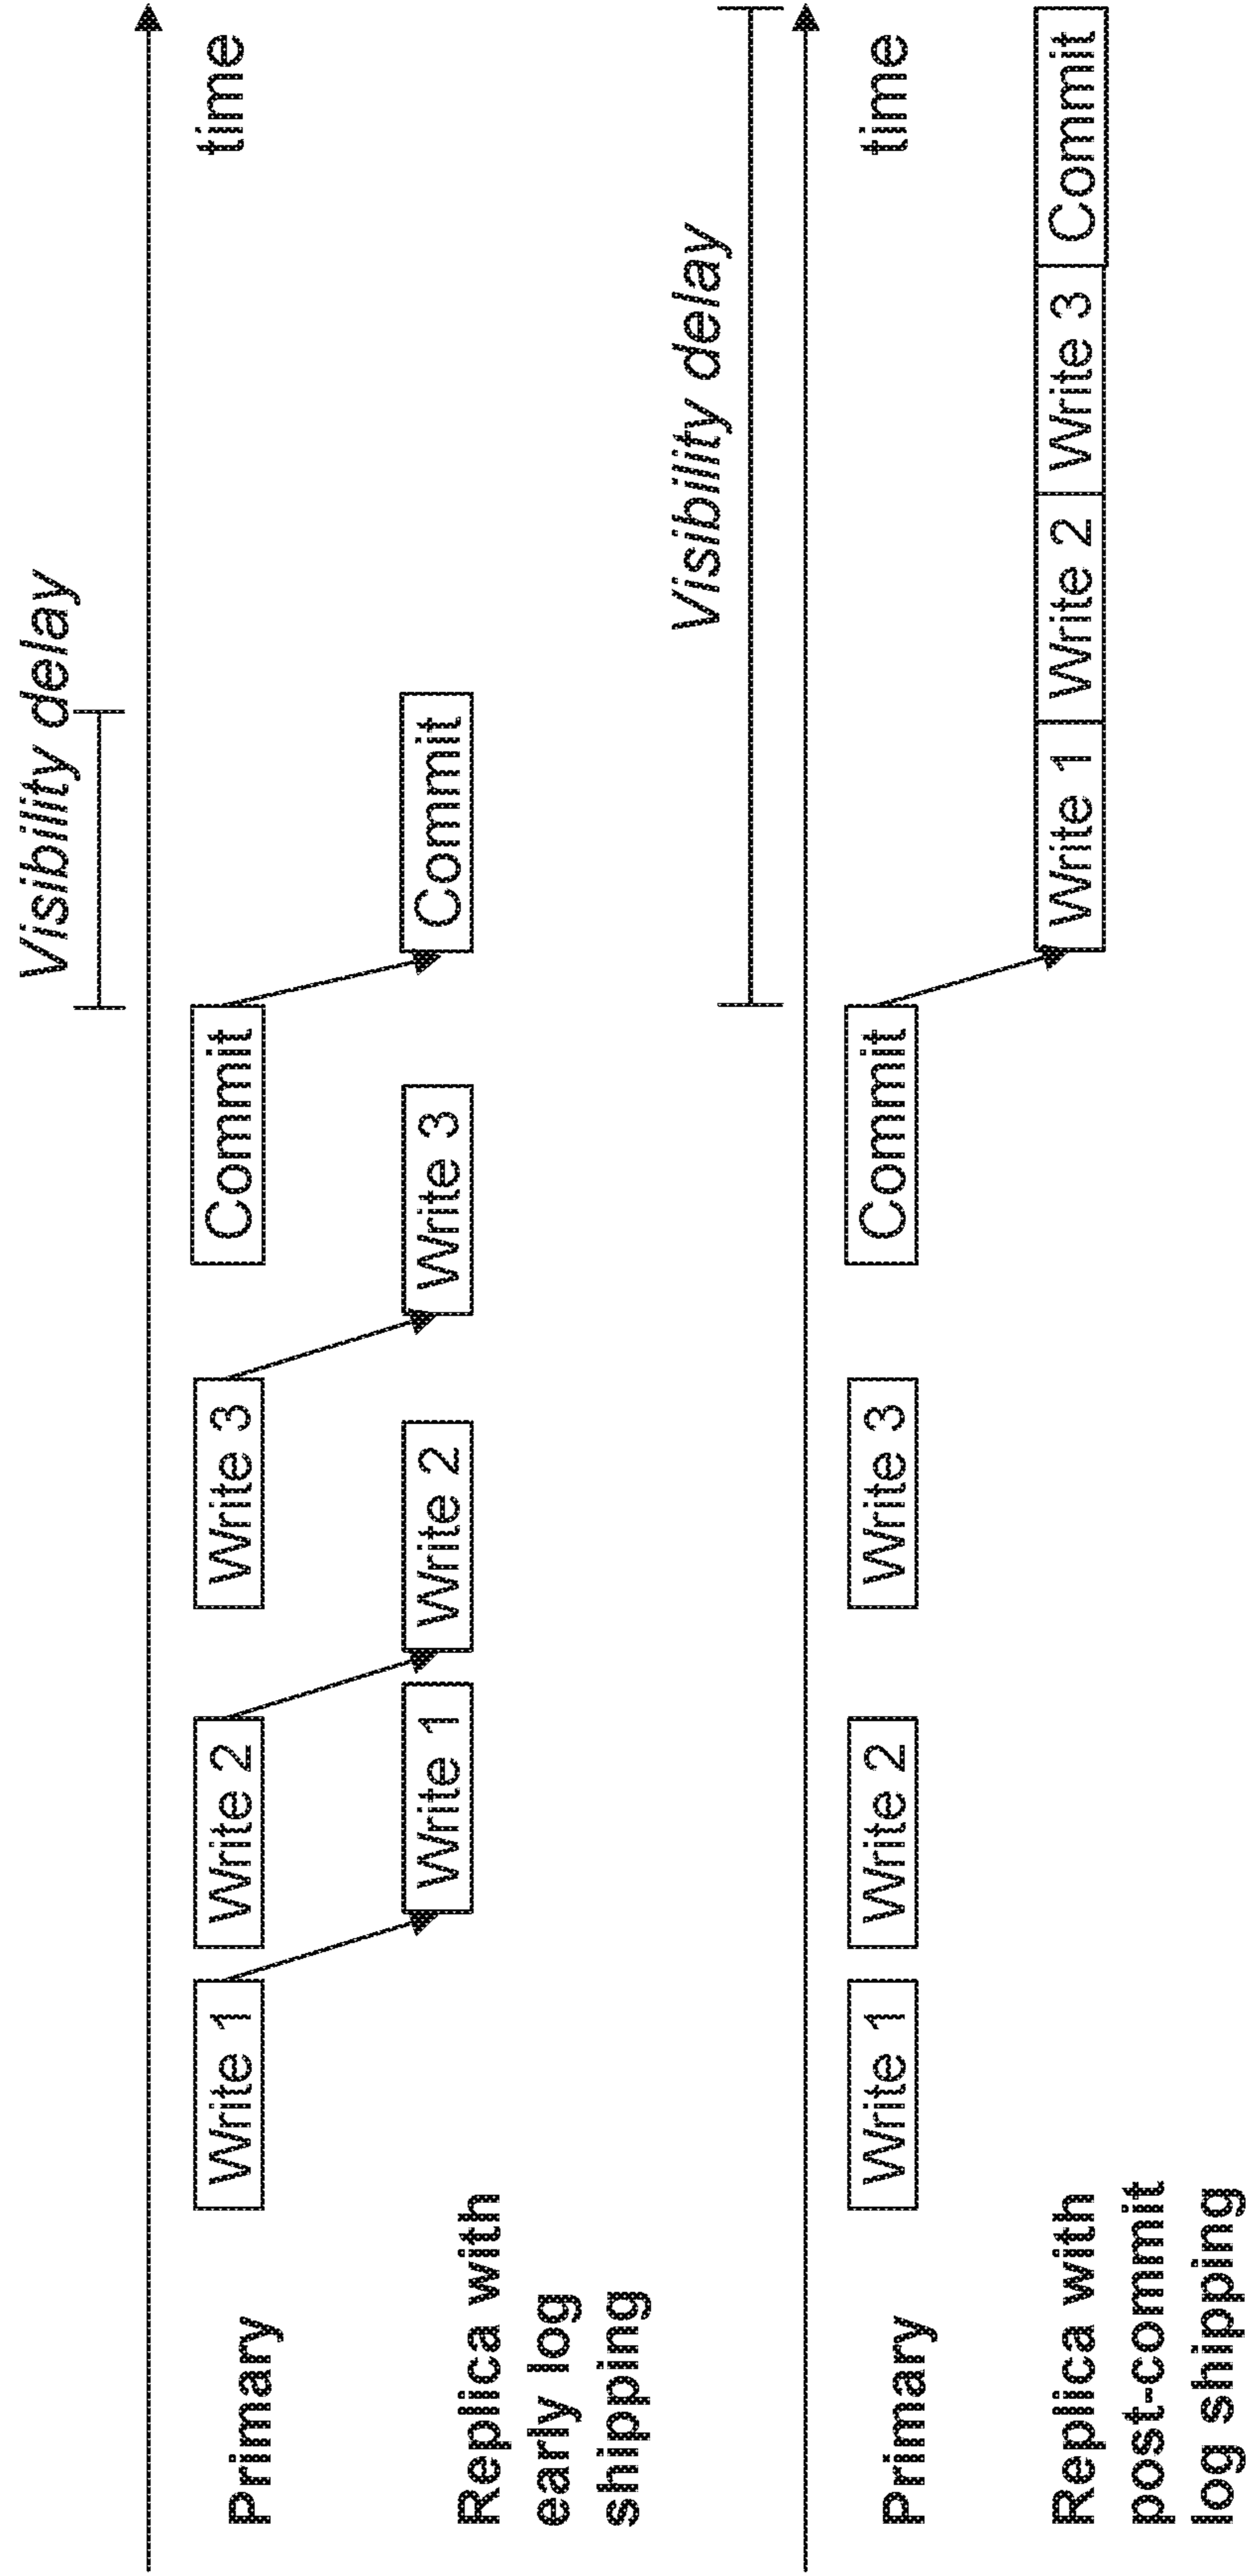 Visibility delay
time
Primary
Write 1
Write 2
Write 3
Commit
Replica with
early log
shipping
Write 1
Write 2
Write 3
Commit
Visibility delay
time
Primary
Write 1
Write 2
Write 3
Commit
Replica with
post-commit
log shipping
Write 1
Write 2
Write 3
Commit